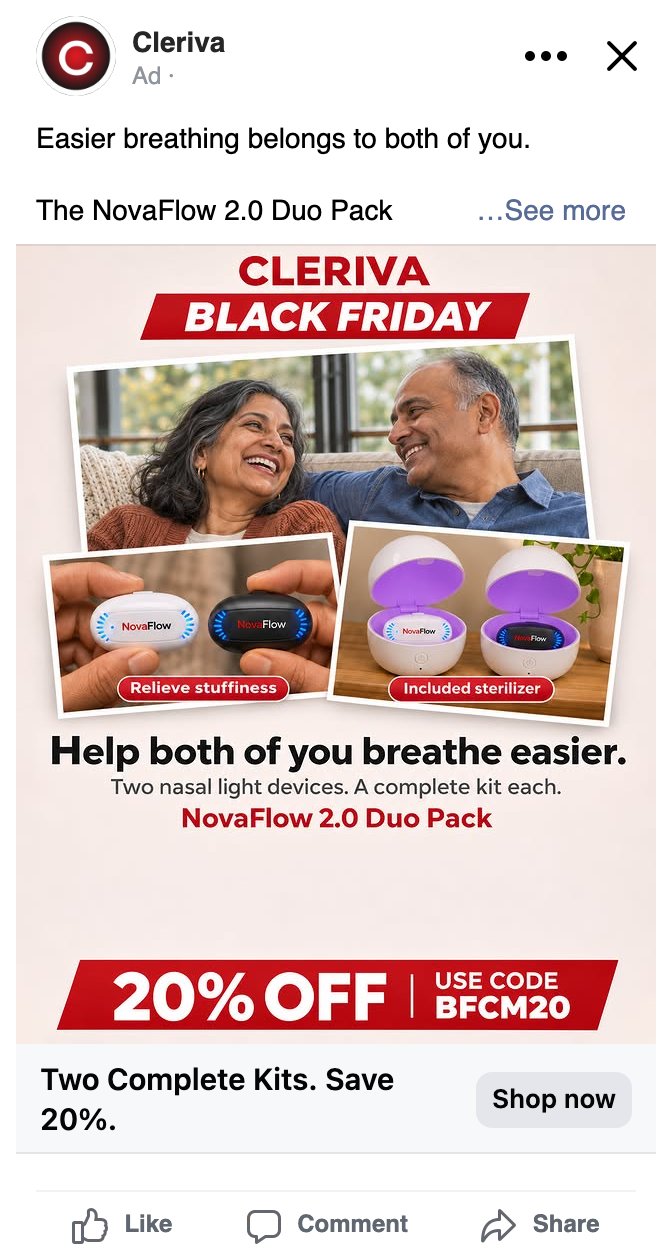 C
Cleriva
Ad ·
Easier breathing belongs to both of you.
The NovaFlow 2.0 Duo Pack
...See more
CLERIVA
BLACK FRIDAY
NovaFlow
NovaFlow
Relieve stuffiness
NovaFlow
NovaFlow
Included sterilizer
Help both of you breathe easier.
Two nasal light devices. A complete kit each.
NovaFlow 2.0 Duo Pack
20% OFF
USE CODE
BFCM20
Two Complete Kits. Save
20%.
Shop now
Like
Comment
Share